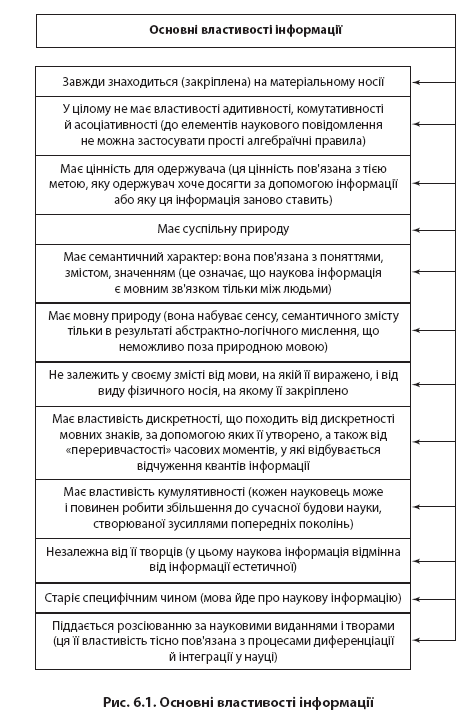 Основні властивості інформації
Завжди знаходиться (закріплена) на матеріальному носії
У цілому не має властивості адитивності, комутативності
й асоціативності (до елементів наукового повідомлення
не можна застосувати прості алгебраїчні правила)
Має цінність для одержувача (ця цінність пов'язана з тією
метою, яку одержувач хоче досягти за допомогою інформації
або яку ця інформація заново ставить)
Має суспільну природу
Має семантичний характер: вона пов'язана з поняттями,
змістом, значенням (це означає, що наукова інформація
є мовним зв'язком тільки між людьми)
Має мовну природу (вона набуває сенсу, семантичного змісту
тільки в результаті абстрактно-логічного мислення, що
неможливо поза природною мовою)
Не залежить у своєму змісті від мови, на якій її виражено, і від
виду фізичного носія, на якому її закріплено
Має властивість дискретності, що походить від дискретності
мовних знаків, за допомогою яких її утворено, а також від
«переривчастості» часових моментів, у які відбувається
відчуження квантів інформації
Має властивість кумулятивності (кожен науковець може
і повинен робити збільшення до сучасної будови науки,
створюваної зусиллями попередніх поколінь)
Незалежна від її творців (у цьому наукова інформація відмінна
від інформації естетичної)
Старіє специфічним чином (мова йде про наукову інформацію)
Піддається розсіюванню за науковими виданнями і творами
(ця її властивість тісно пов'язана з процесами диференціації
й інтеграції у науці)
Рис. 6.1. Основні властивості інформації